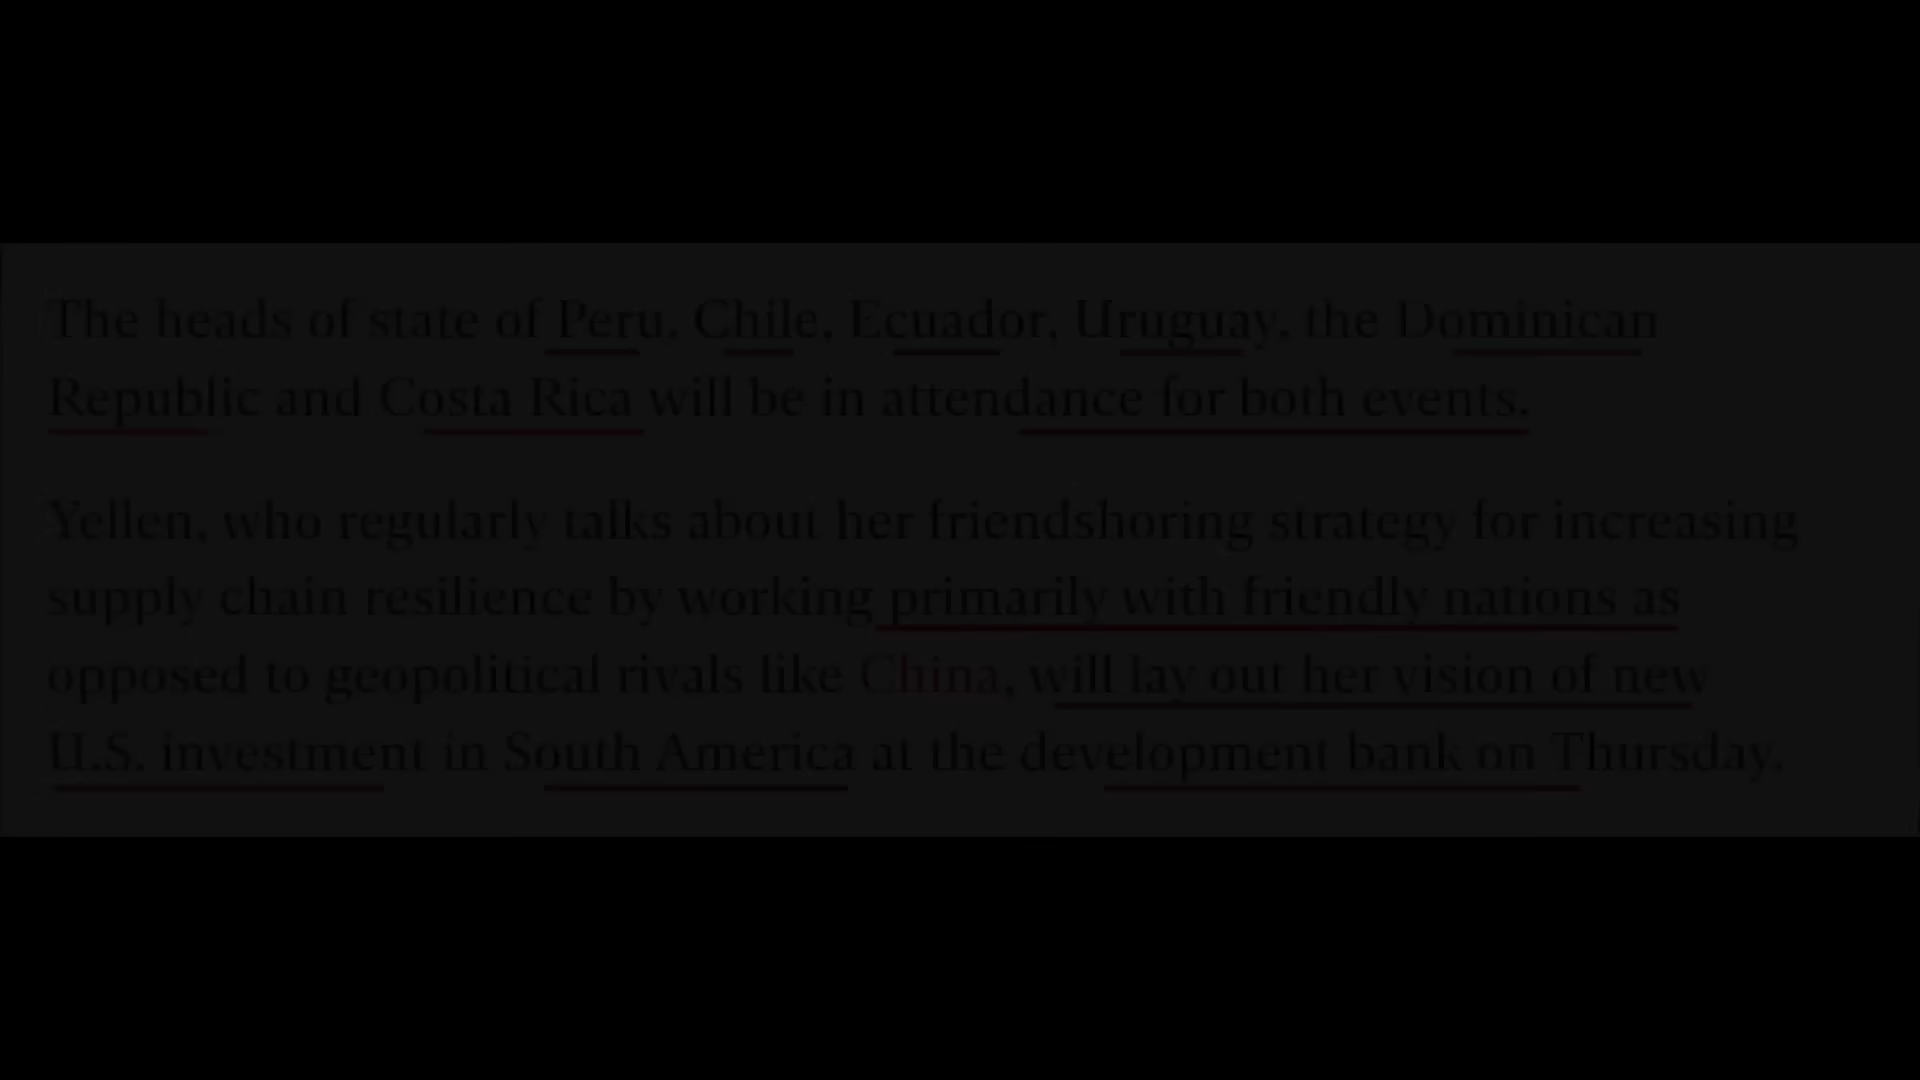 The heads of state of Peru, Chile, Ecuador, Uruguay, the Dominican
Republic and Costa Rica will be in attendance for both events.
Yellen, who regularly talks about her friendshoring strategy for increasing
supply chain resilience by working primarily with friendly nations as
opposed to geopolitical rivals like China, will lay out her vision of new
U.S. investment in South America at the development bank on Thursday.